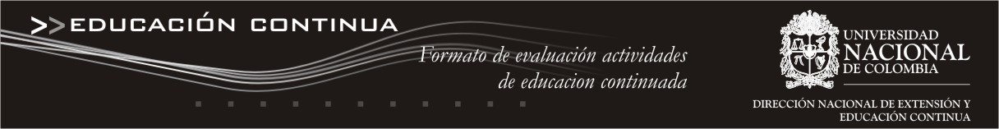 >>EDUCACIÓN CONTINUA
Formato de evaluación actividades
de educacion continuada
UNIVERSIDAD
NACIONAL
DE COLOMBIA
DIRECCIÓN NACIONAL DE EXTENSIÓN Y
EDUCACIÓN CONTINUA